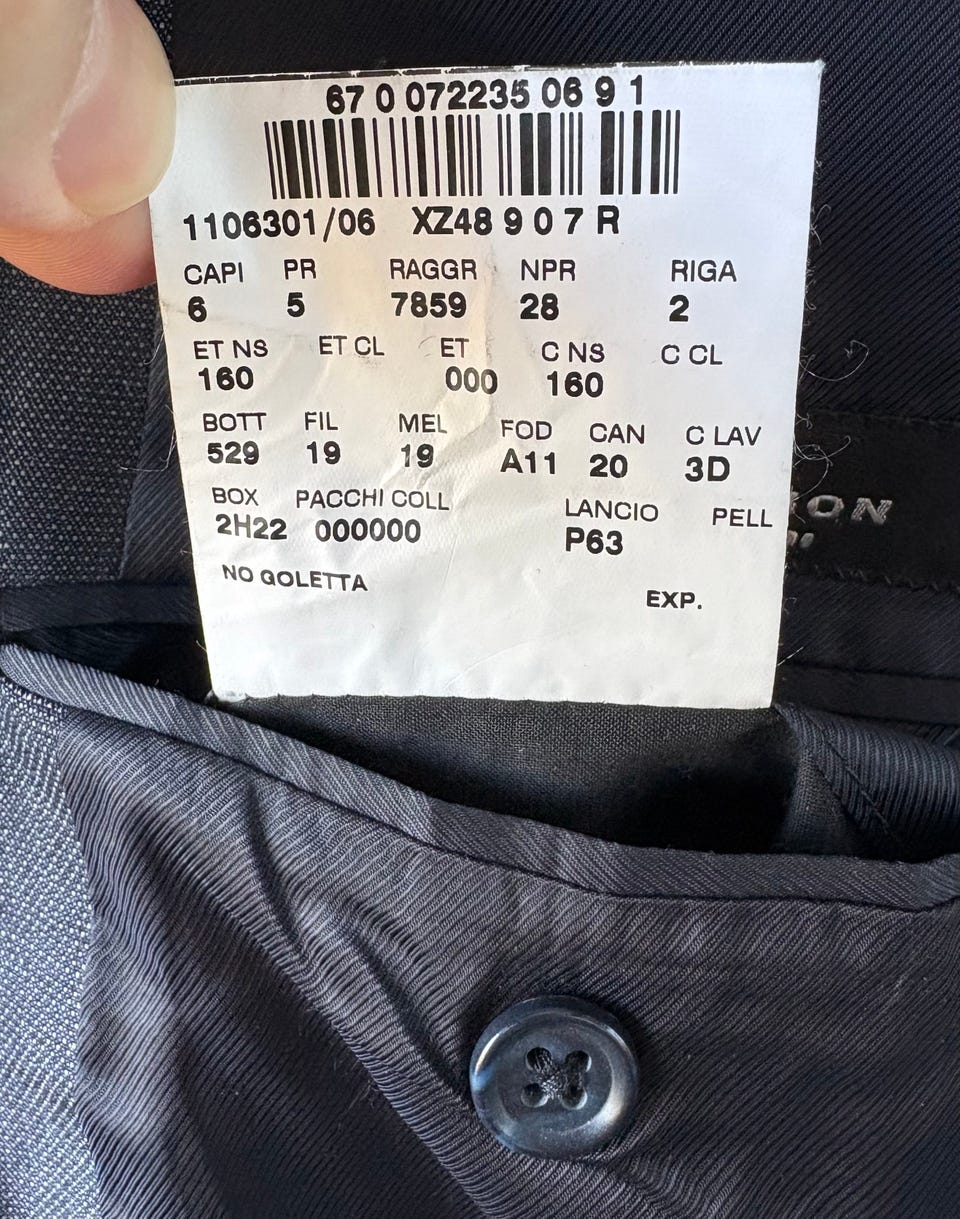 67 0 072235 06 9 1
1106301/06 XZ48 9 0 7 R
CAPI PR RAGGR NPR RIGA
6 5 7859 28 2
ET NS ET CL ET C NS C CL
160 000 160
BOTT FIL MEL FOD CAN C LAV
529 19 19 A11 20 3D
BOX PACCHI COLL LANCIO PELL
2H22 000000 P63
NO GOLETTA EXP.
ON